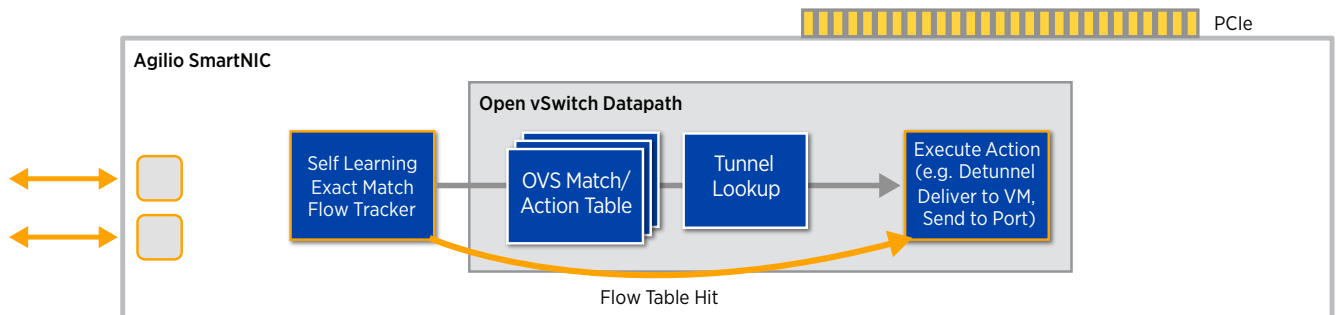 PCIe
Agilio SmartNIC
Open vSwitch Datapath
Self Learning
Exact Match
Flow Tracker
OVS Match/
Action Table
Tunnel
Lookup
Execute Action
(e.g. Detunnel
Deliver to VM,
Send to Port)
Flow Table Hit